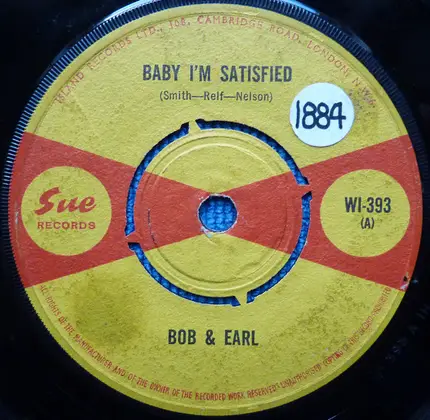 ISLAND RECORDS LTD., 108, CAMBRIDGE ROAD, LONDON, N.W.6
BABY I'M SATISFIED
(Smith—Relf—Nelson)
1884
Sue
RECORDS
WI-393
(A)
BOB & EARL
ALL RIGHTS OF THE MANUFACTURER AND OF THE OWNER OF THE RECORDED WORK RESERVED